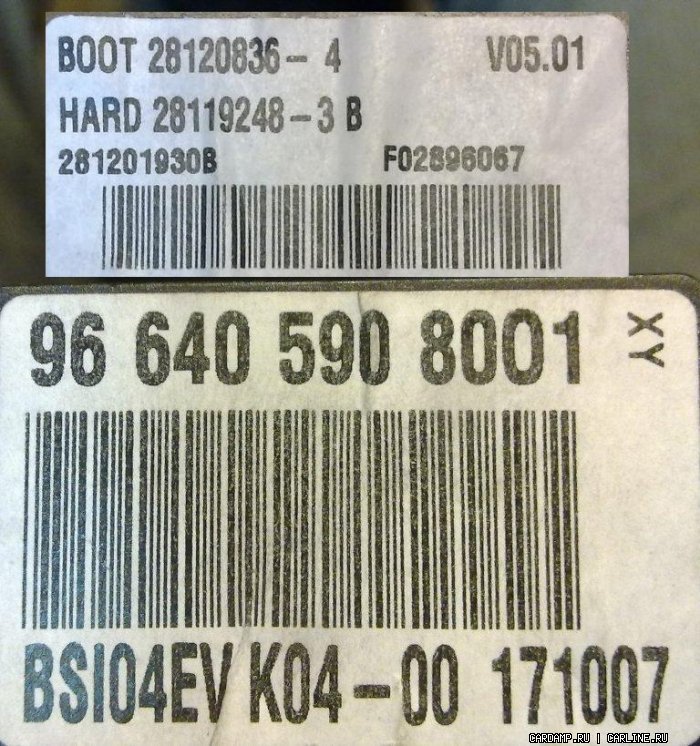 BOOT 28120836-4 V05.01
HARD 28119248-3 B
281201930B F02896067
96 640 590 8001 XY
BSI04EV K04-00 171007
CARDAMP.RU | CARLINE.RU